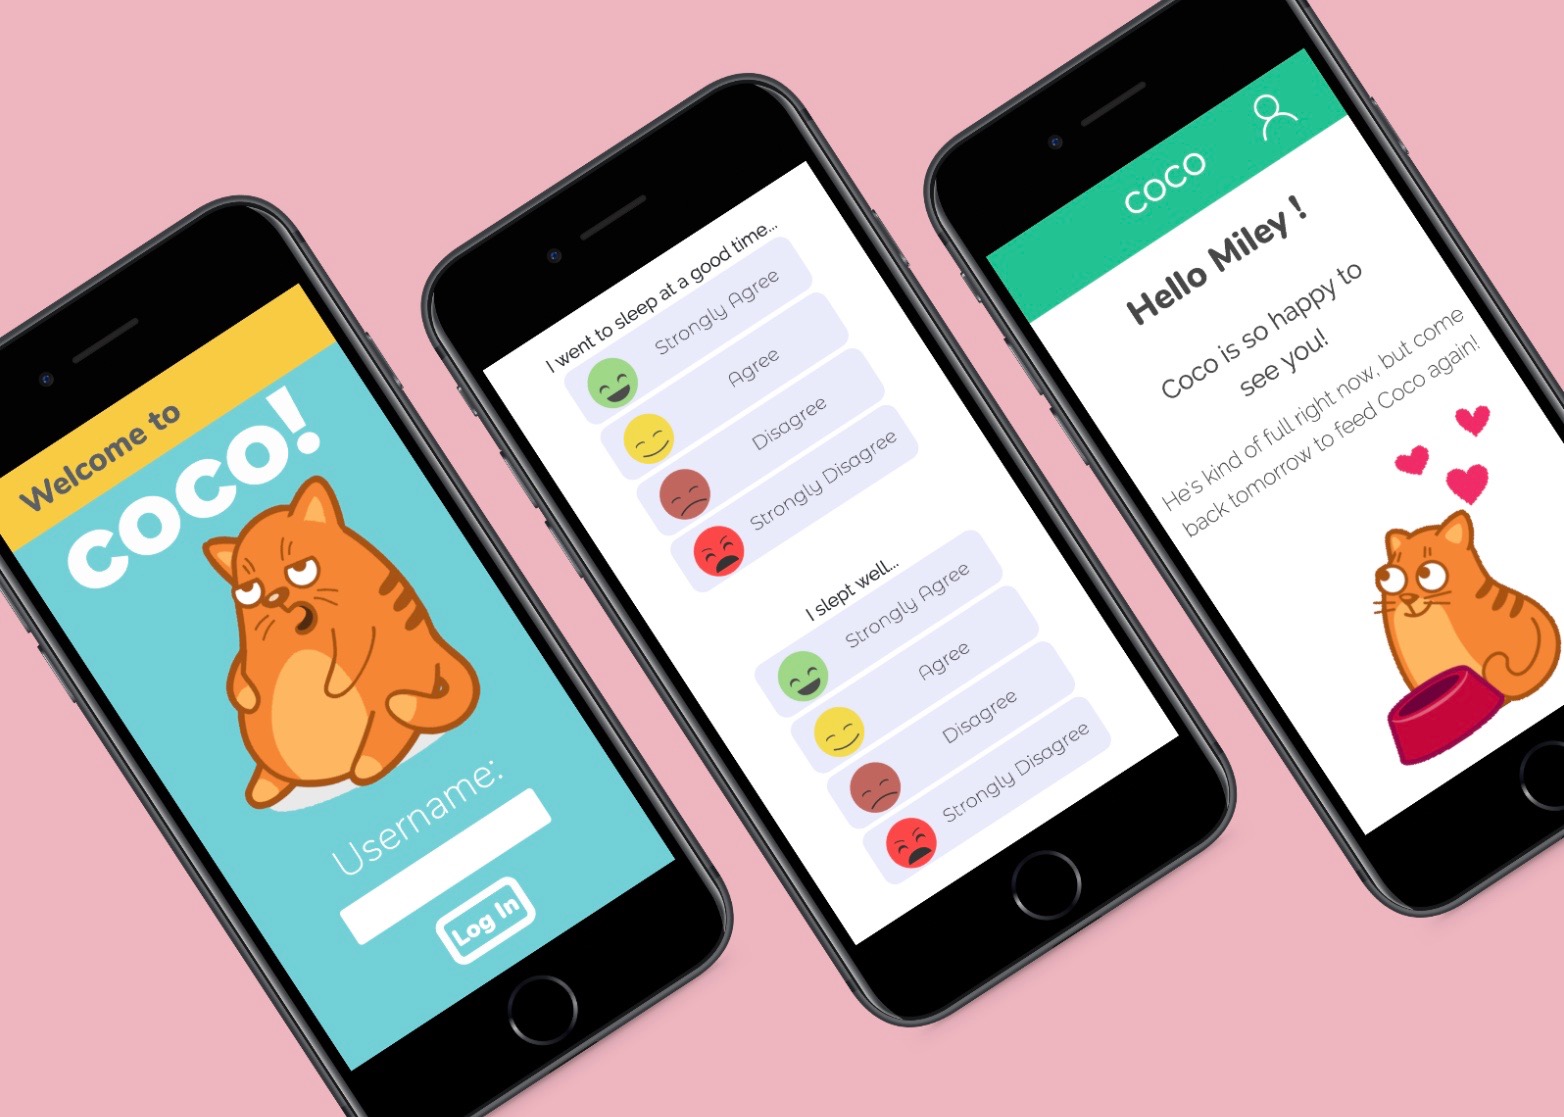 Welcome to
COCO!
Username:
Log In
I went to sleep at a good time...
Strongly Agree
Agree
Disagree
Strongly Disagree
I slept well...
Strongly Agree
Agree
Disagree
Strongly Disagree
COCO
Hello Miley !
Coco is so happy to
see you!
He's kind of full right now, but come
back tomorrow to feed Coco again!